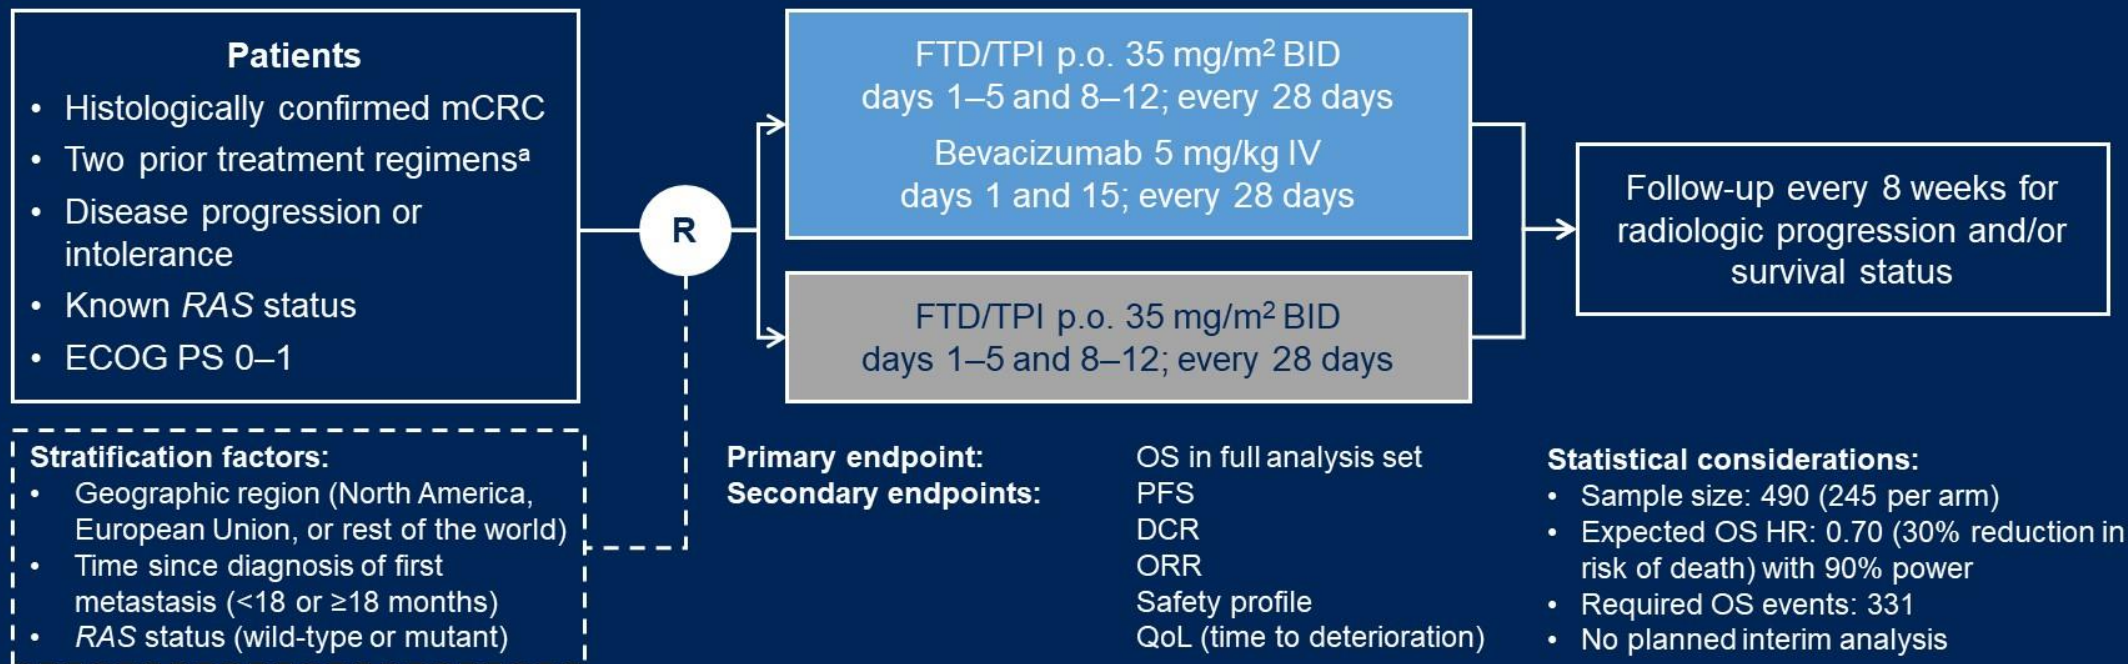 Patients
• Histologically confirmed mCRC
• Two prior treatment regimensᵃ
• Disease progression or
intolerance
• Known RAS status
• ECOG PS 0–1
R
FTD/TPI p.o. 35 mg/m² BID
days 1–5 and 8–12; every 28 days
Bevacizumab 5 mg/kg IV
days 1 and 15; every 28 days
FTD/TPI p.o. 35 mg/m² BID
days 1–5 and 8–12; every 28 days
Follow-up every 8 weeks for
radiologic progression and/or
survival status
Stratification factors:
• Geographic region (North America,
European Union, or rest of the world)
• Time since diagnosis of first
metastasis (<18 or ≥18 months)
• RAS status (wild-type or mutant)
Primary endpoint: OS in full analysis set
Secondary endpoints: PFS
DCR
ORR
Safety profile
QoL (time to deterioration)
Statistical considerations:
• Sample size: 490 (245 per arm)
• Expected OS HR: 0.70 (30% reduction in
risk of death) with 90% power
• Required OS events: 331
• No planned interim analysis